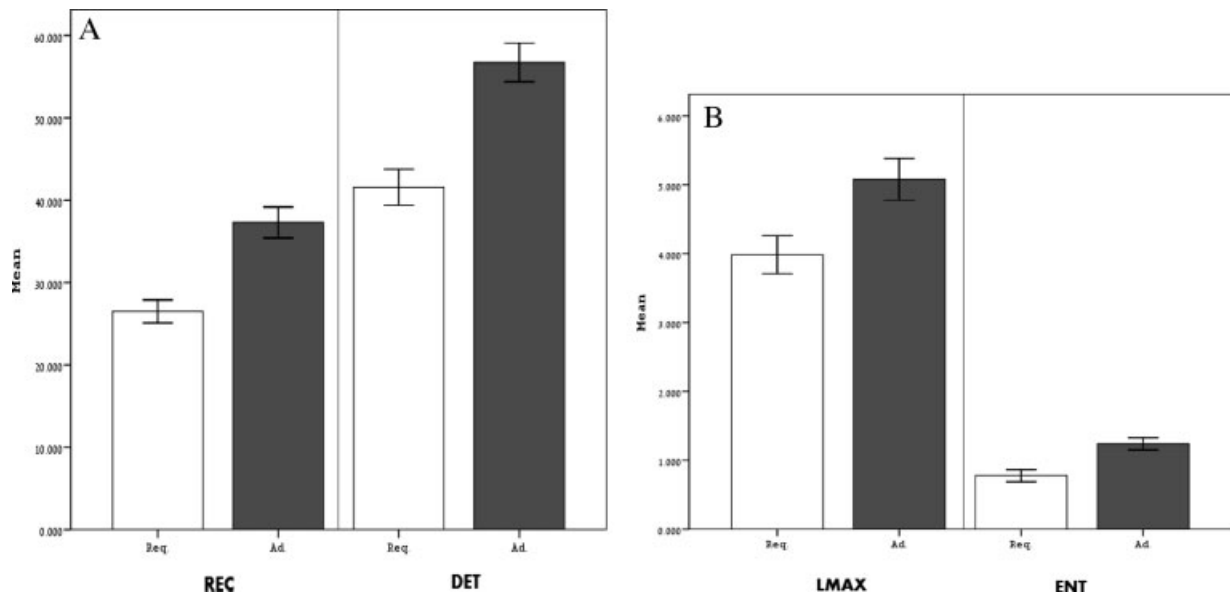 A
60.000
50.000
40.000
30.000
20.000
10.000
0.000
Mean
Req.
Ad.
Req.
Ad.
REC
DET
B
6.000
5.000
4.000
3.000
2.000
1.000
0.000
Mean
Req.
Ad.
Req.
Ad
LMAX
ENT